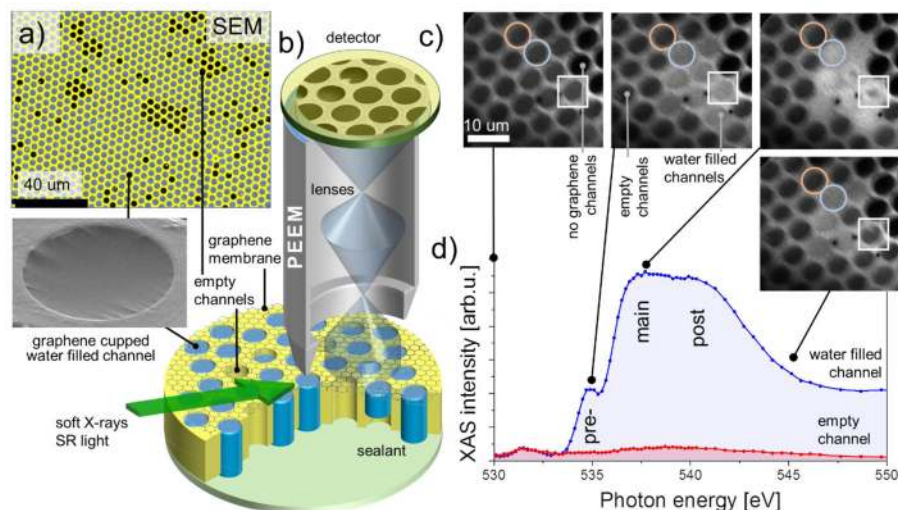 a)
SEM
40 um
graphene cupped
water filled channel
b)
detector
lenses
PEEM
graphene
membrane
empty
channels
soft X-rays
SR light
sealant
c)
10 um
no graphene
channels
empty
channels
water filled
channels
d)
XAS intensity [arb.u.]
pre-
main
post
water filled
channel
empty
channel
530
535
540
545
550
Photon energy [eV]